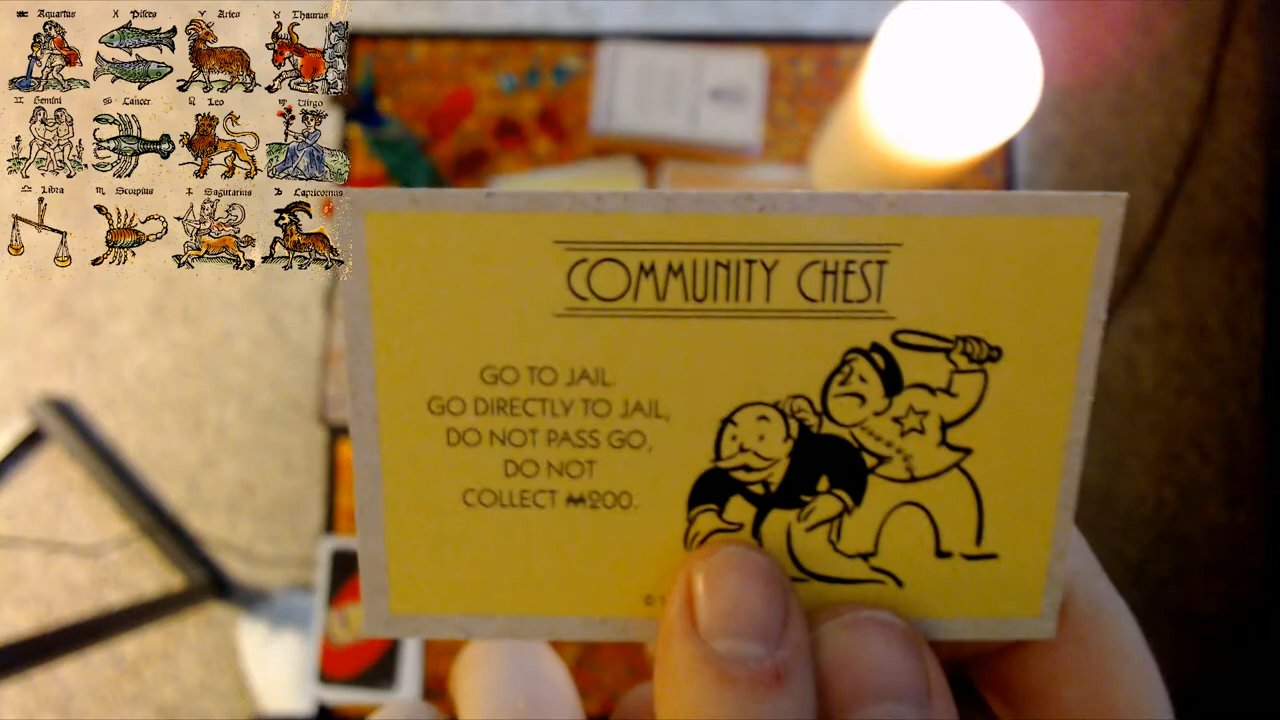 ♒ Aquarius ♓ Pisces ♈ Aries ♉ Thaurus
♊ Gemini ♋ Cancer ♌ Leo ♍ Virgo
♎ Libra ♏ Scorpius ♐ Sagitarius ♑ Capricornus
COMMUNITY CHEST
GO TO JAIL.
GO DIRECTLY TO JAIL,
DO NOT PASS GO,
DO NOT
COLLECT M200.
©